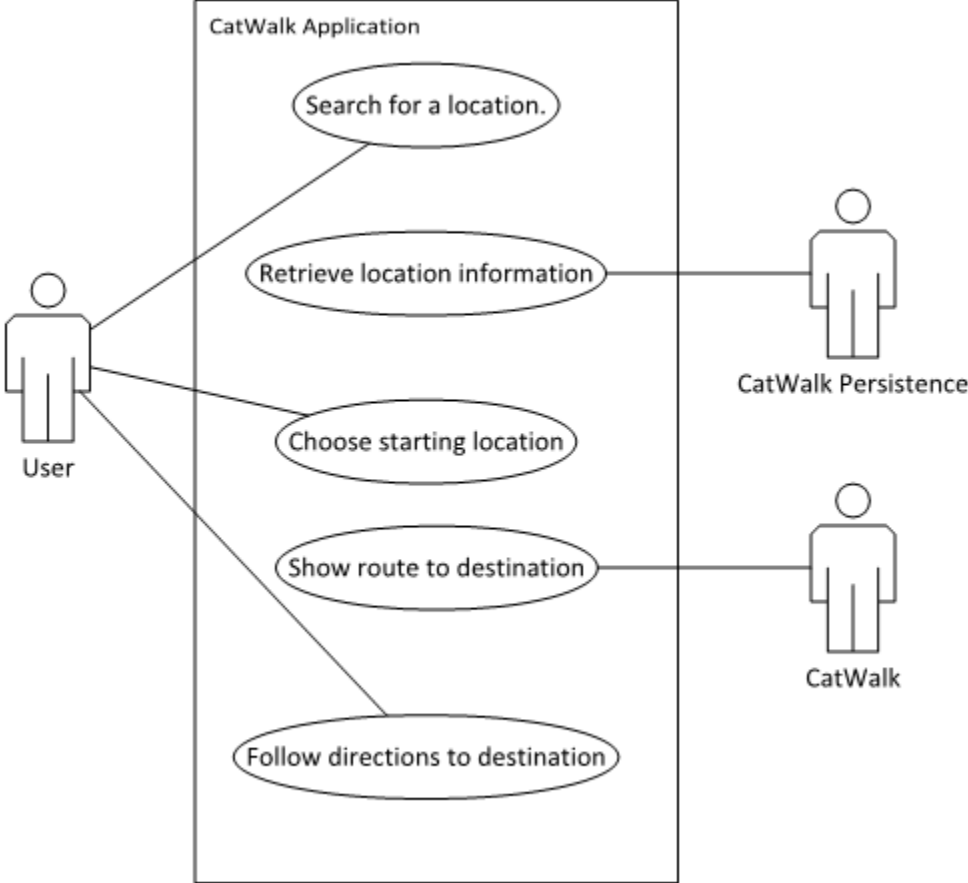 CatWalk Application
Search for a location.
Retrieve location information
CatWalk Persistence
Choose starting location
User
Show route to destination
CatWalk
Follow directions to destination